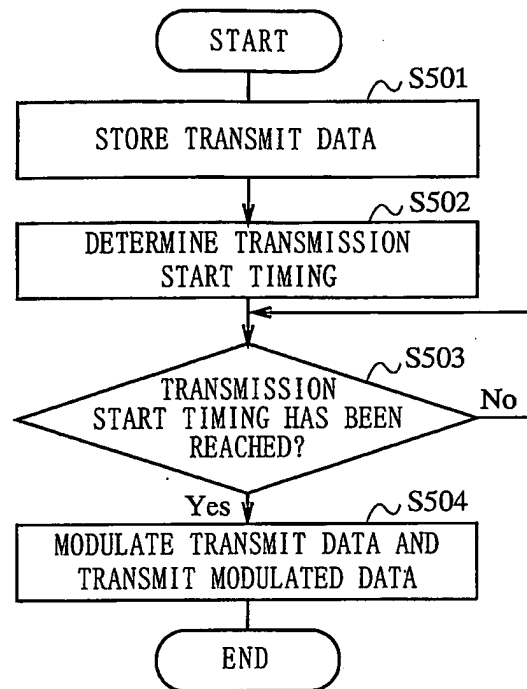 START
S501
STORE TRANSMIT DATA
S502
DETERMINE TRANSMISSION
START TIMING
S503
TRANSMISSION
START TIMING HAS BEEN
REACHED?
No
Yes
S504
MODULATE TRANSMIT DATA AND
TRANSMIT MODULATED DATA
END